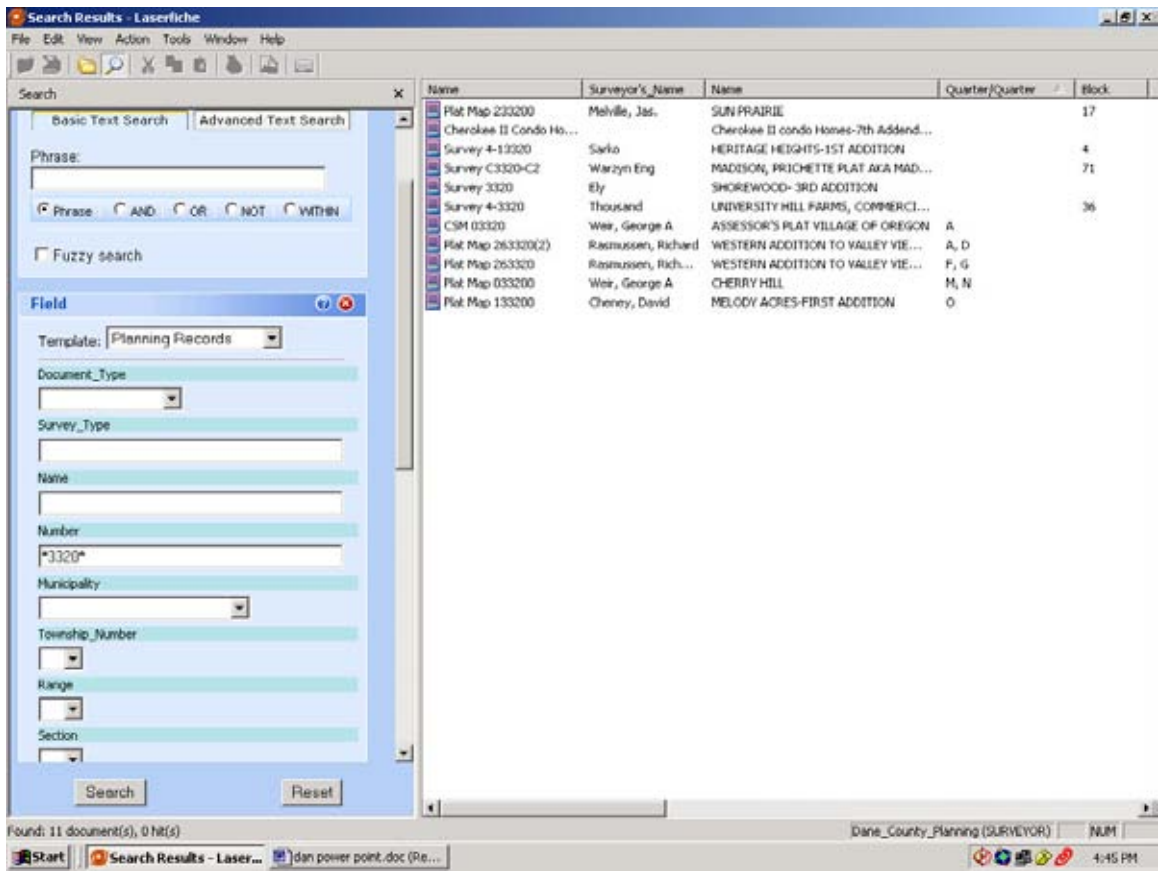 Search Results - Laserfiche
File Edit View Action Tools Window Help
Search
Basic Text Search Advanced Text Search
Phrase:
Phrase AND OR NOT WITHIN
Fuzzy search
Field
Template: Planning Records
Document_Type
Survey_Type
Name
Number
*3320*
Municipality
Township_Number
Range
Section
Search Reset
Name Surveyor's_Name Name Quarter/Quarter Block
Plat Map 233200 Melville, Jas. SUN PRAIRIE 17
Cherokee II Condo Ho... Cherokee II condo Homes-7th Addend...
Survey 4-13320 Sarko HERITAGE HEIGHTS-1ST ADDITION 4
Survey C3320-C2 Warzyn Eng MADISON, PRICHETTE PLAT AKA MAD... 71
Survey 3320 Ely SHOREWOOD- 3RD ADDITION
Survey 4-3320 Thousand UNIVERSITY HILL FARMS, COMMERCI... 36
CSM 03320 Weir, George A ASSESSOR'S PLAT VILLAGE OF OREGON A
Plat Map 263320(2) Rasmussen, Richard WESTERN ADDITION TO VALLEY VIE... A, D
Plat Map 263320 Rasmussen, Rich... WESTERN ADDITION TO VALLEY VIE... F, G
Plat Map 033200 Weir, George A CHERRY HILL M, N
Plat Map 133200 Cheney, David MELODY ACRES-FIRST ADDITION O
Found: 11 document(s), 0 hit(s) Dane_County_Planning (SURVEYOR) NUM
Start Search Results - Laser... dan power point.doc (Re... 4:45 PM